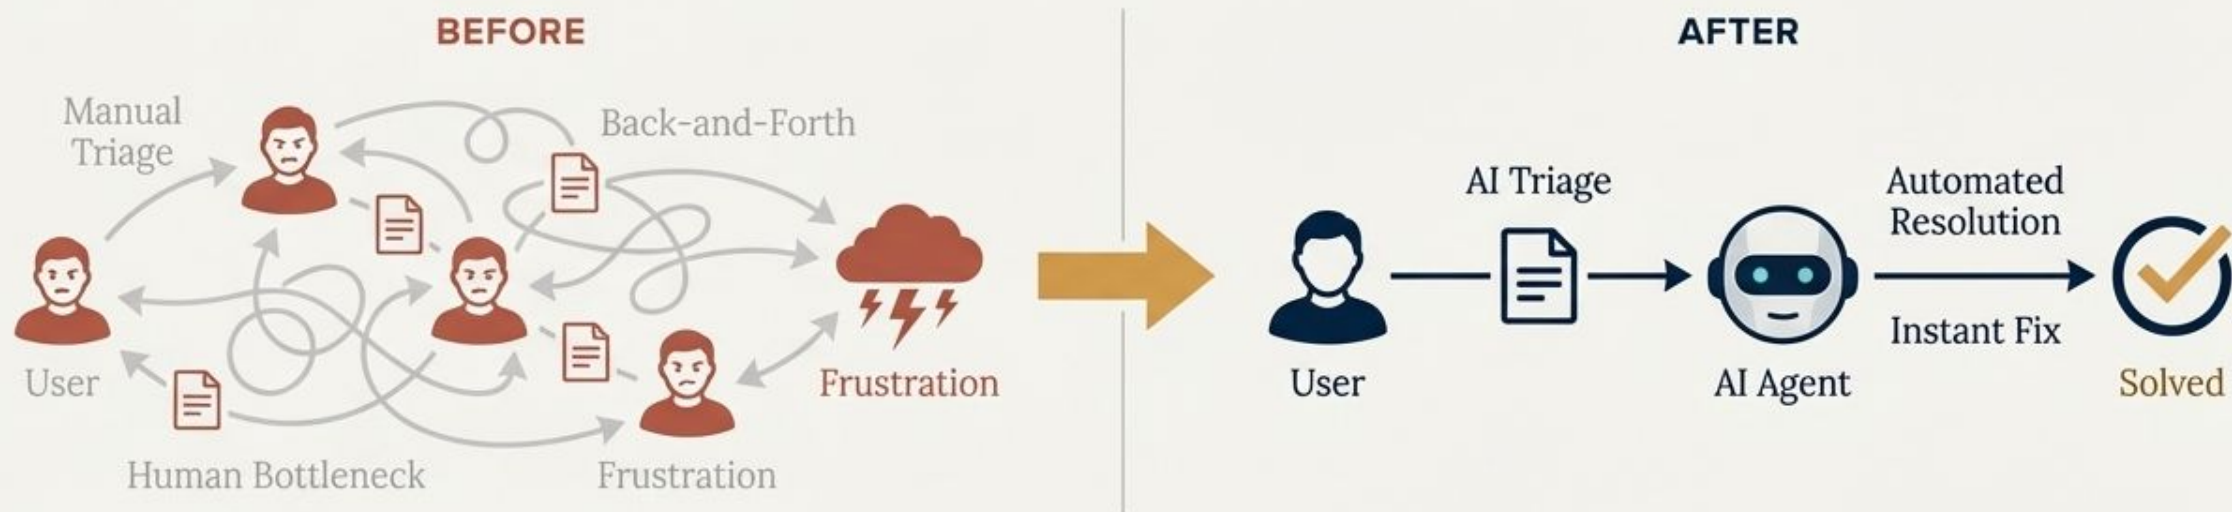 BEFORE
Manual
Triage
Back-and-Forth
User
Frustration
Human Bottleneck
Frustration
AFTER
AI Triage
Automated
Resolution
Instant Fix
User
AI Agent
Solved